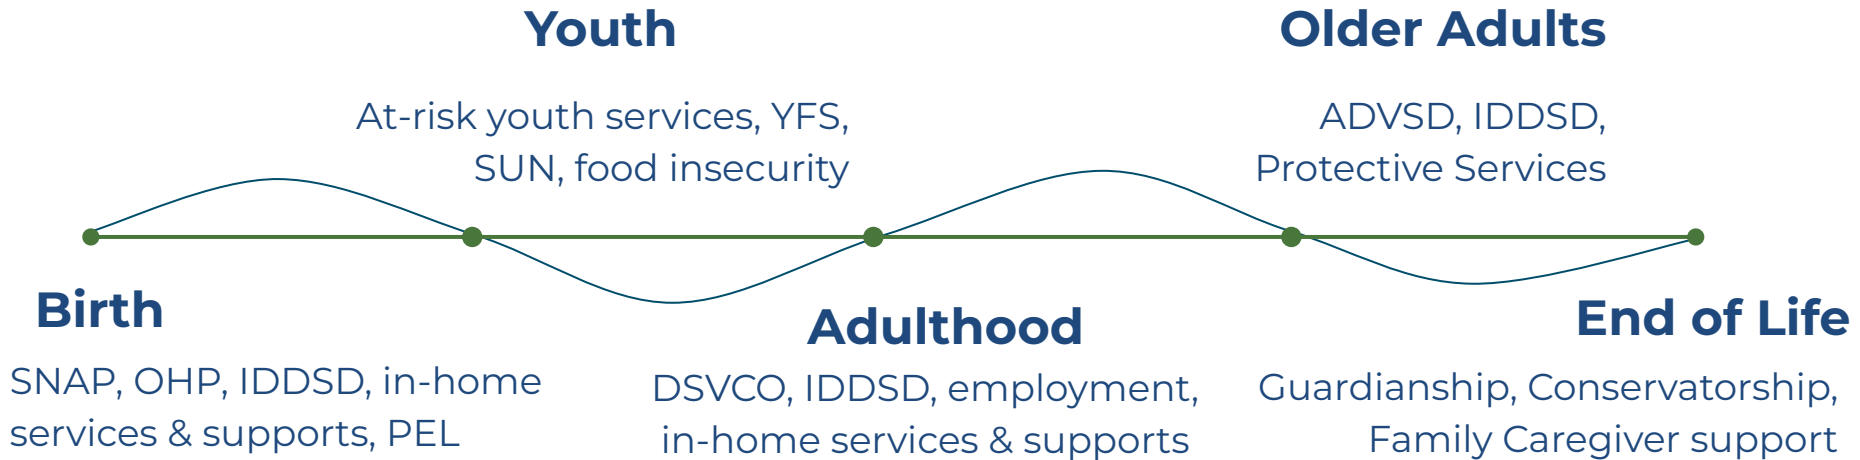 Youth
At-risk youth services, YFS,
SUN, food insecurity
Older Adults
ADVSD, IDDSD,
Protective Services
Birth
SNAP, OHP, IDDSD, in-home
services & supports, PEL
Adulthood
DSVCO, IDDSD, employment,
in-home services & supports
End of Life
Guardianship, Conservatorship,
Family Caregiver support